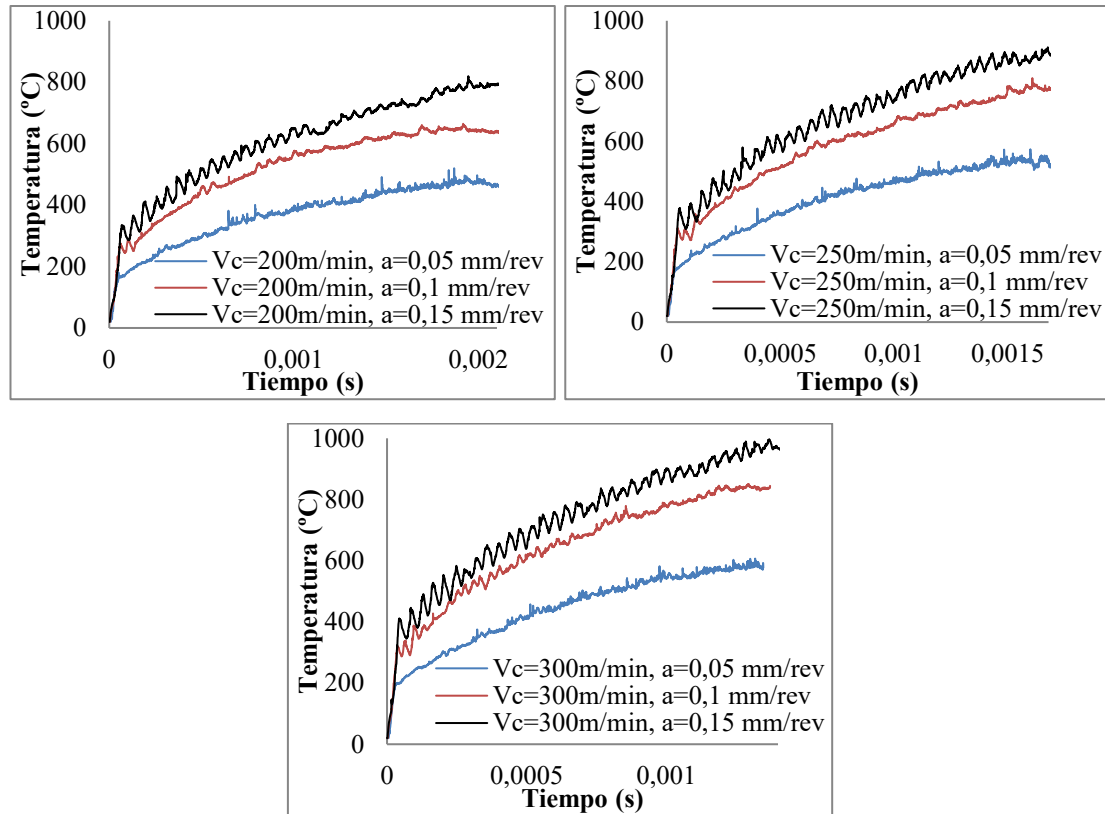 1000
800
600
400
200
0
Temperatura (ºC)
Vc=200m/min, a=0,05 mm/rev
Vc=200m/min, a=0,1 mm/rev
Vc=200m/min, a=0,15 mm/rev
0 0,001 0,002
Tiempo (s)
1000
800
600
400
200
0
Temperatura (ºC)
Vc=250m/min, a=0,05 mm/rev
Vc=250m/min, a=0,1 mm/rev
Vc=250m/min, a=0,15 mm/rev
0 0,0005 0,001 0,0015
Tiempo (s)
1000
800
600
400
200
0
Temperatura (ºC)
Vc=300m/min, a=0,05 mm/rev
Vc=300m/min, a=0,1 mm/rev
Vc=300m/min, a=0,15 mm/rev
0 0,0005 0,001
Tiempo (s)